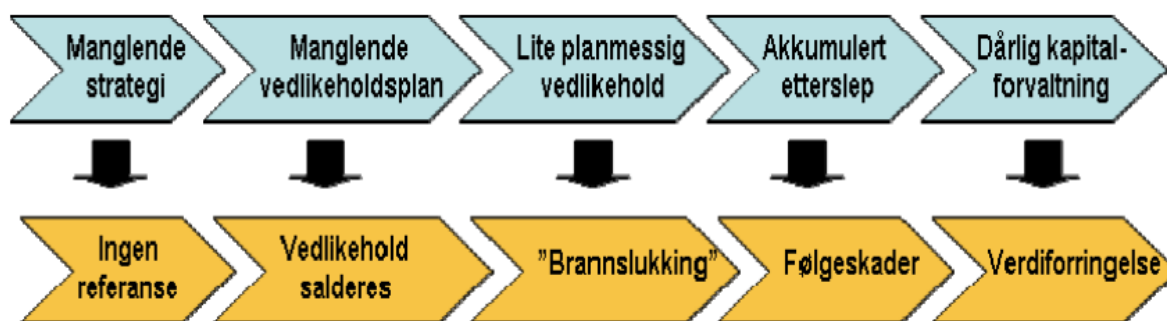 Manglende
strategi
Manglende
vedlikeholdsplan
Lite planmessig
vedlikehold
Akkumulert
etterslep
Dårlig kapital-
forvaltning
Ingen
referanse
Vedlikehold
salderes
”Brannslukking”
Følgeskader
Verdiforringelse